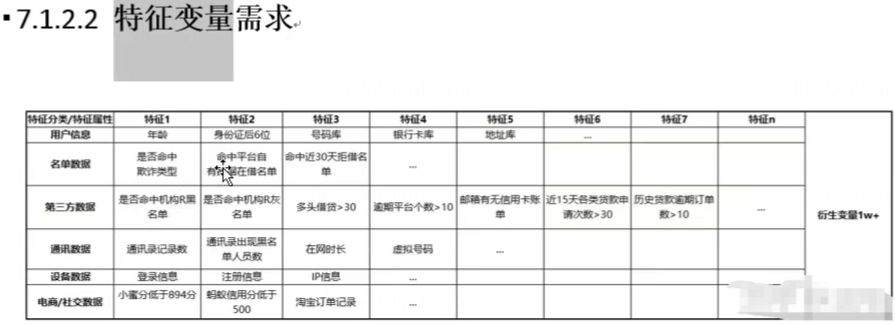 7.1.2.2 特征变量需求
特征分类/特征属性 特征1 特征2 特征3 特征4 特征5 特征6 特征7 特征n
用户信息 年龄 身份证后6位 号码库 银行卡库 地址库 ...
名单数据 是否命中欺诈类型 命中平台自有 在借名单 命中近30天拒借名单 ...
第三方数据 是否命中机构R黑名单 是否命中机构R灰名单 多头借贷>30 逾期平台个数>10 邮箱有无信用卡账单 近15天各类贷款申请次数>30 历史贷款逾期订单数>10 ...
衍生变量1w+
通讯数据 通讯录记录数 通讯录出现黑名单人员数 在网时长 虚拟号码 ...
设备数据 登录信息 注册信息 IP信息 ...
电商/社交数据 小蜜分低于894分 蚂蚁信用分低于500 淘宝订单记录 ...